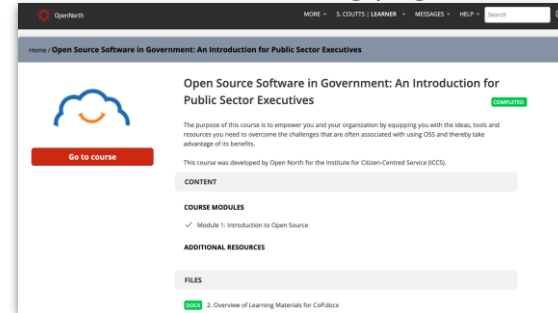 OpenNorth
MORE
S. COUTTS | LEARNER
MESSAGES
HELP
Search
Home / Open Source Software in Government: An Introduction for Public Sector Executives
Open Source Software in Government: An Introduction for
Public Sector Executives
COMPLETED
The purpose of this course is to empower you and your organization by equipping you with the ideas, tools and
resources you need to overcome the challenges that are often associated with using OSS and thereby take
advantage of its benefits.
Go to course
This course was developed by Open North for the Institute for Citizen-Centred Service (ICCS).
CONTENT
COURSE MODULES
Module 1: Introduction to Open Source
ADDITIONAL RESOURCES
FILES
DOCX 2. Overview of Learning Materials for CoP.docx